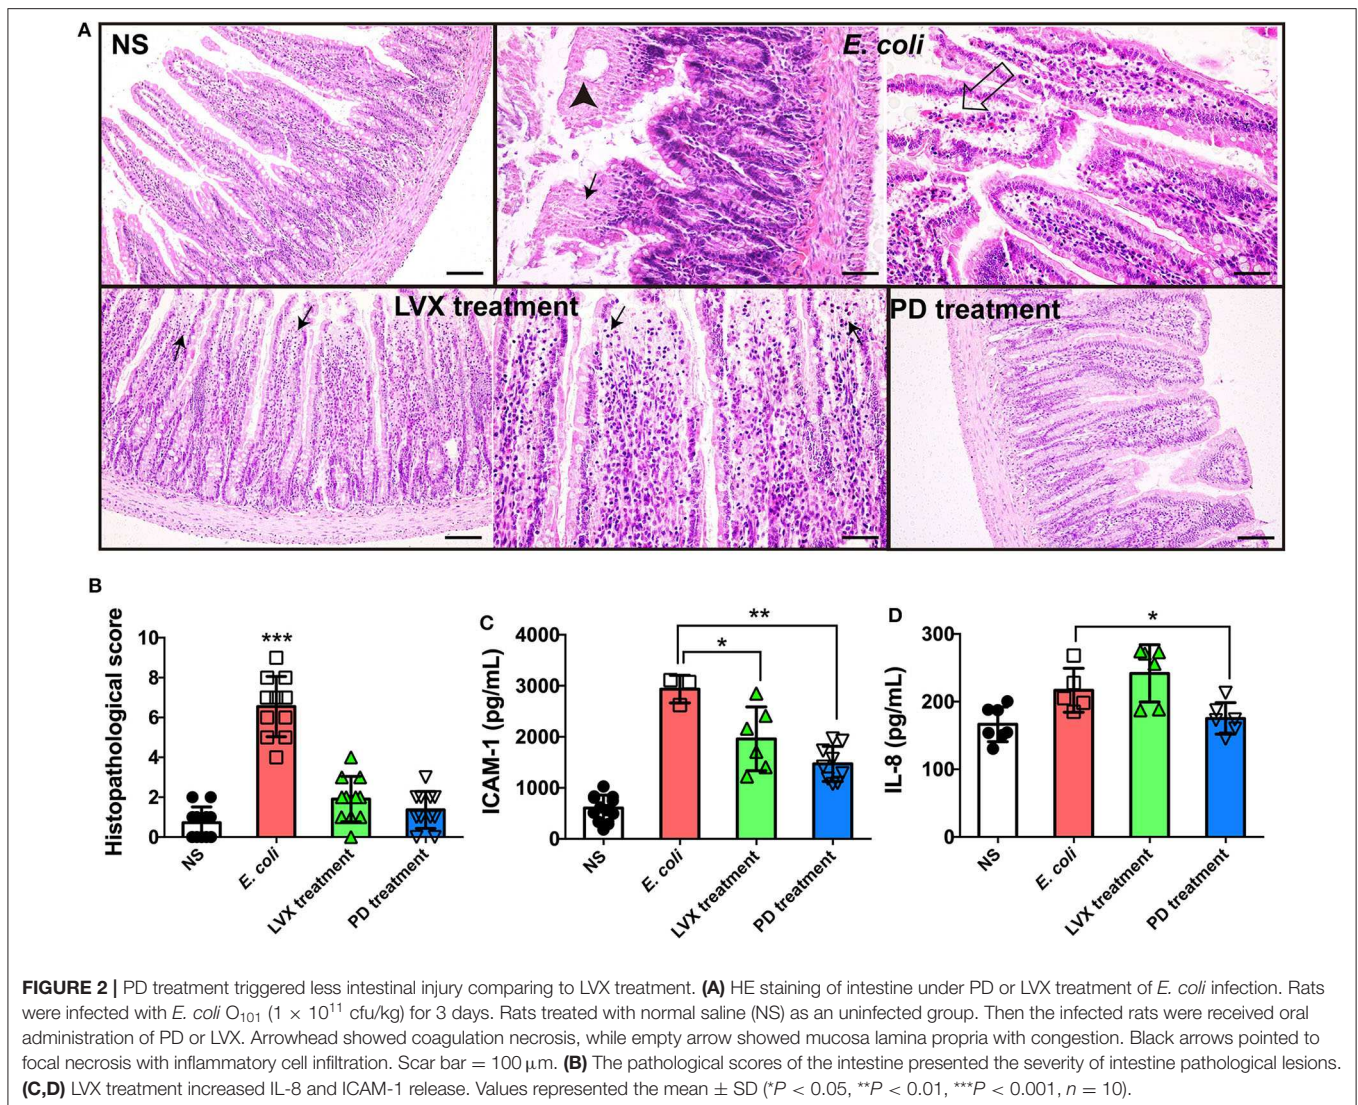 A
NS
E. coli
LVX treatment
PD treatment
B
Histopathological score
10
8
6
4
2
0
***
NS
E. coli
LVX treatment
PD treatment
C
ICAM-1 (pg/mL)
4000
3000
2000
1000
0
*
**
NS
E. coli
LVX treatment
PD treatment
D
IL-8 (pg/mL)
300
200
100
0
*
NS
E. coli
LVX treatment
PD treatment
FIGURE 2 | PD treatment triggered less intestinal injury comparing to LVX treatment. (A) HE staining of intestine under PD or LVX treatment of E. coli infection. Rats
were infected with E. coli O₁₀₁ (1 × 10¹¹ cfu/kg) for 3 days. Rats treated with normal saline (NS) as an uninfected group. Then the infected rats were received oral
administration of PD or LVX. Arrowhead showed coagulation necrosis, while empty arrow showed mucosa lamina propria with congestion. Black arrows pointed to
focal necrosis with inflammatory cell infiltration. Scar bar = 100 μm. (B) The pathological scores of the intestine presented the severity of intestine pathological lesions.
(C,D) LVX treatment increased IL-8 and ICAM-1 release. Values represented the mean ± SD (*P < 0.05, **P < 0.01, ***P < 0.001, n = 10).